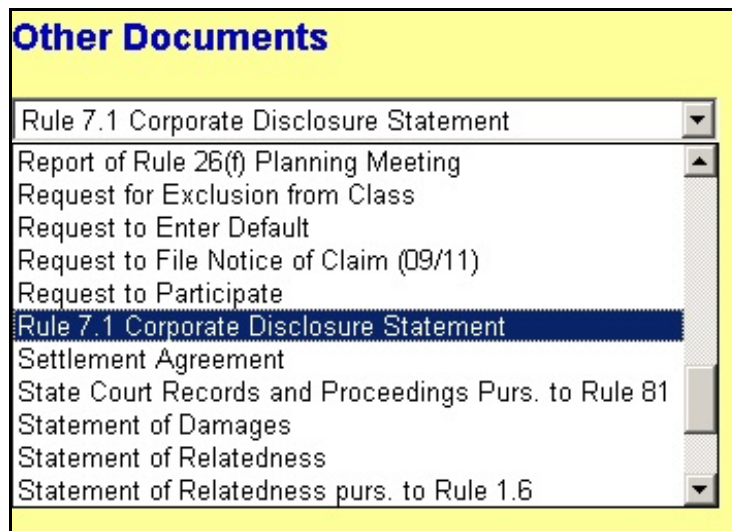 Other Documents
Rule 7.1 Corporate Disclosure Statement
Report of Rule 26(f) Planning Meeting
Request for Exclusion from Class
Request to Enter Default
Request to File Notice of Claim (09/11)
Request to Participate
Rule 7.1 Corporate Disclosure Statement
Settlement Agreement
State Court Records and Proceedings Purs. to Rule 81
Statement of Damages
Statement of Relatedness
Statement of Relatedness purs. to Rule 1.6